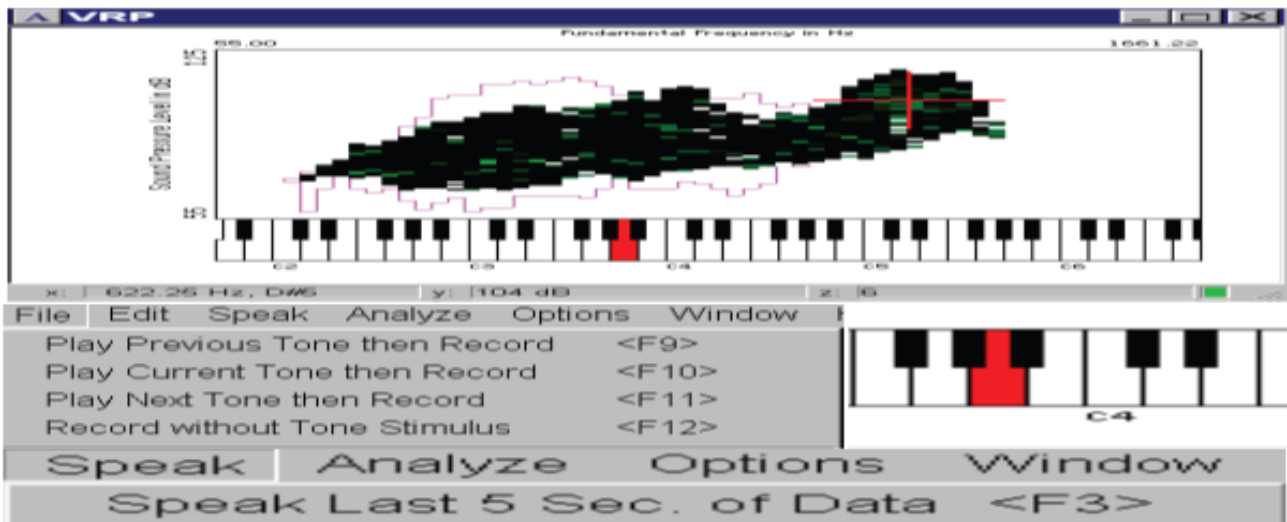 VRP
Fundamental Frequency in Hz
55.00 1661.22
125
Sound Pressure Level in dB
55
C2 C3 C4 C5 C6
x: 622.25 Hz, D#5 y: 104 dB z: 6
File Edit Speak Analyze Options Window
Play Previous Tone then Record <F9>
Play Current Tone then Record <F10>
Play Next Tone then Record <F11>
Record without Tone Stimulus <F12>
C4
Speak Analyze Options Window
Speak Last 5 Sec. of Data <F3>